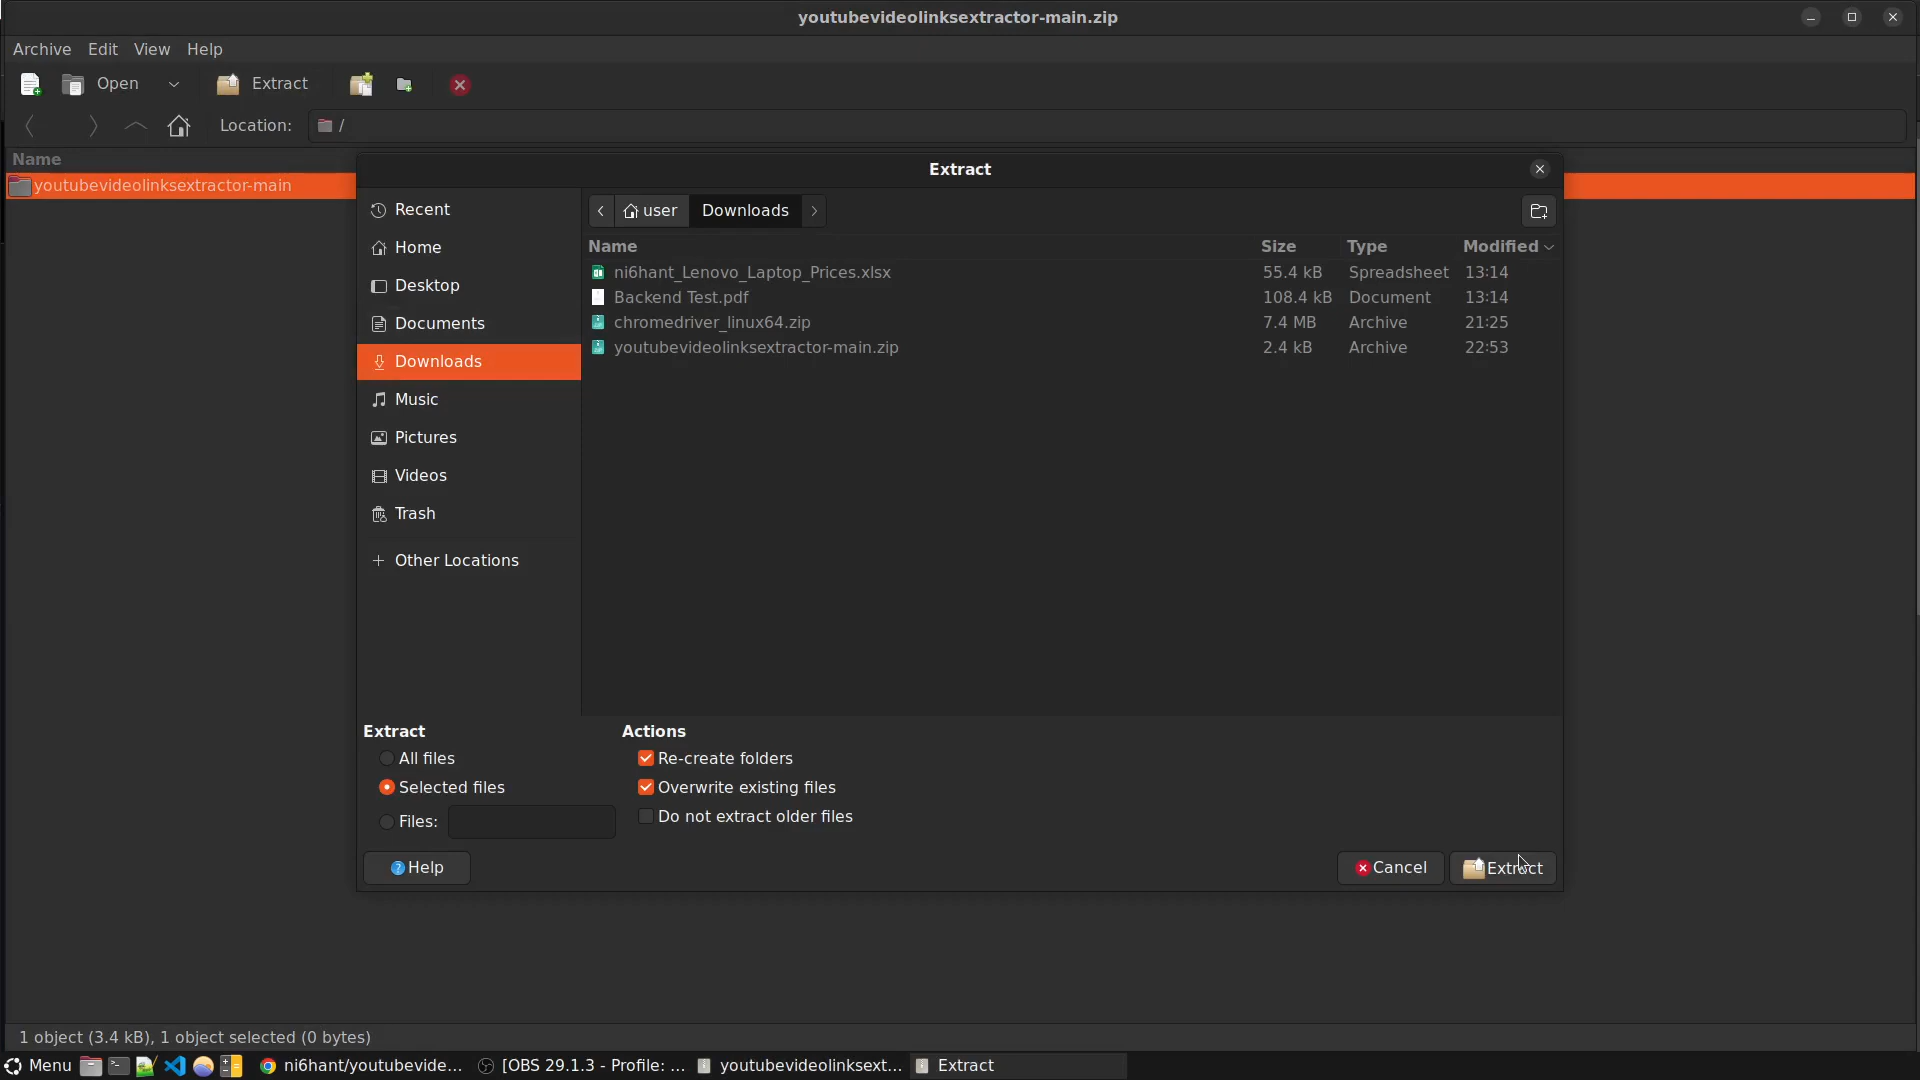 youtubevideolinksextractor-main.zip
Archive Edit View Help
Open Extract
Location: /
Name
youtubevideolinksextractor-main
Extract
Recent
Home
Desktop
Documents
Downloads
Music
Pictures
Videos
Trash
Other Locations
user Downloads
Name Size Type Modified
ni6hant_Lenovo_Laptop_Prices.xlsx 55.4 kB Spreadsheet 13:14
Backend Test.pdf 108.4 kB Document 13:14
chromedriver_linux64.zip 7.4 MB Archive 21:25
youtubevideolinksextractor-main.zip 2.4 kB Archive 22:53
Extract
All files
Selected files
Files:
Actions
Re-create folders
Overwrite existing files
Do not extract older files
Help Cancel Extract
1 object (3.4 kB), 1 object selected (0 bytes)
Menu ni6hant/youtubevide... [OBS 29.1.3 - Profile: ... youtubevideolinksext... Extract